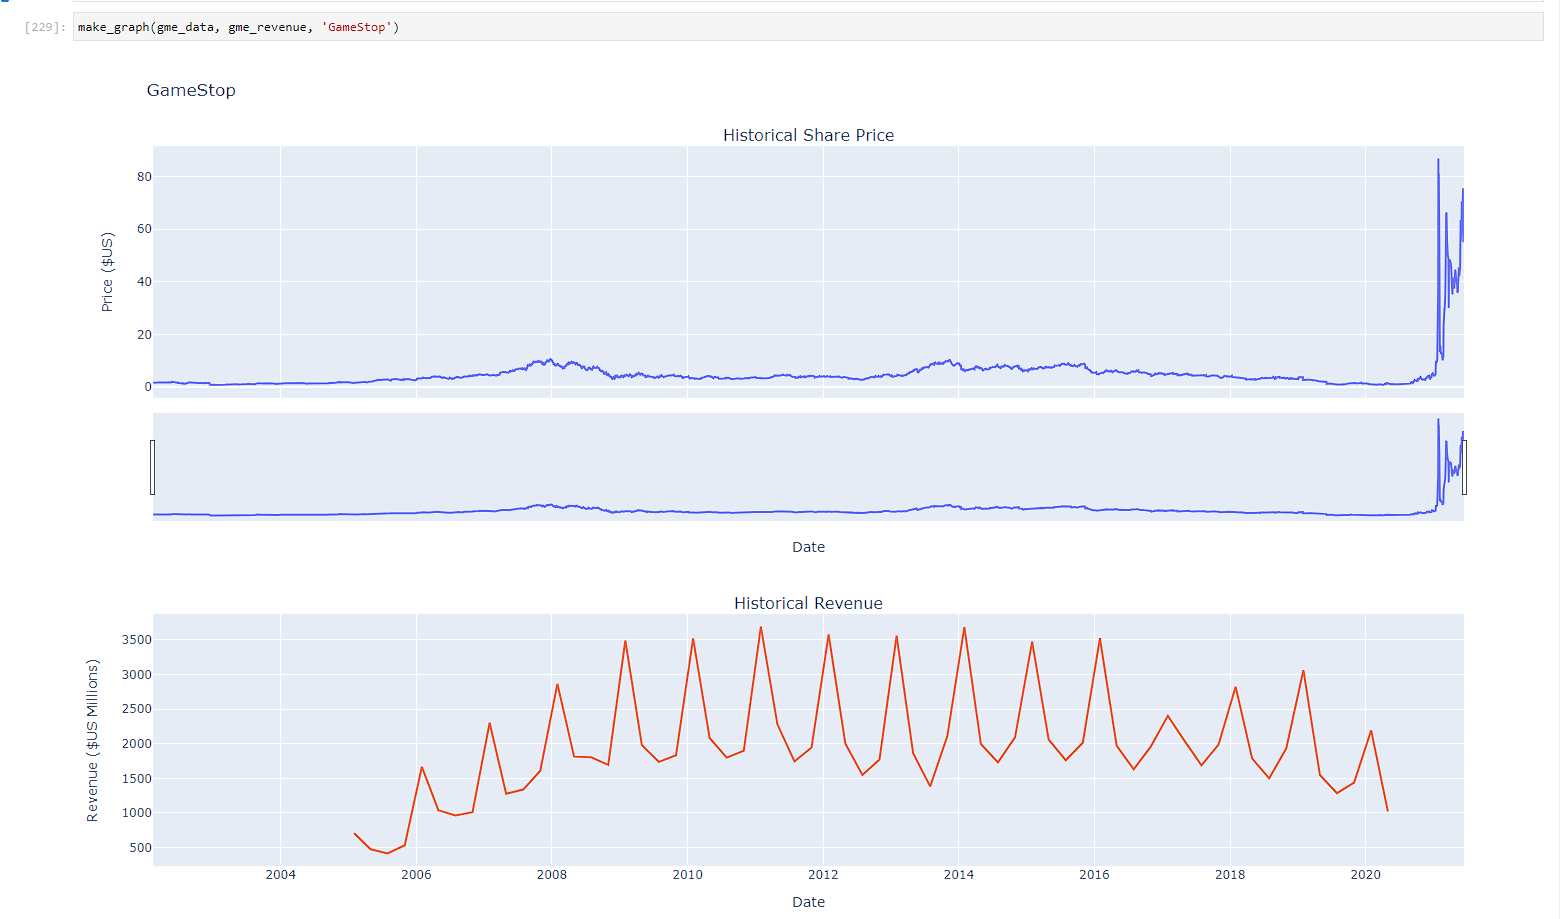 [229]: make_graph(gme_data, gme_revenue, 'GameStop')
GameStop
Historical Share Price
Price ($US)
80
60
40
20
0
Date
Historical Revenue
Revenue ($US Millions)
3500
3000
2500
2000
1500
1000
500
2004 2006 2008 2010 2012 2014 2016 2018 2020
Date